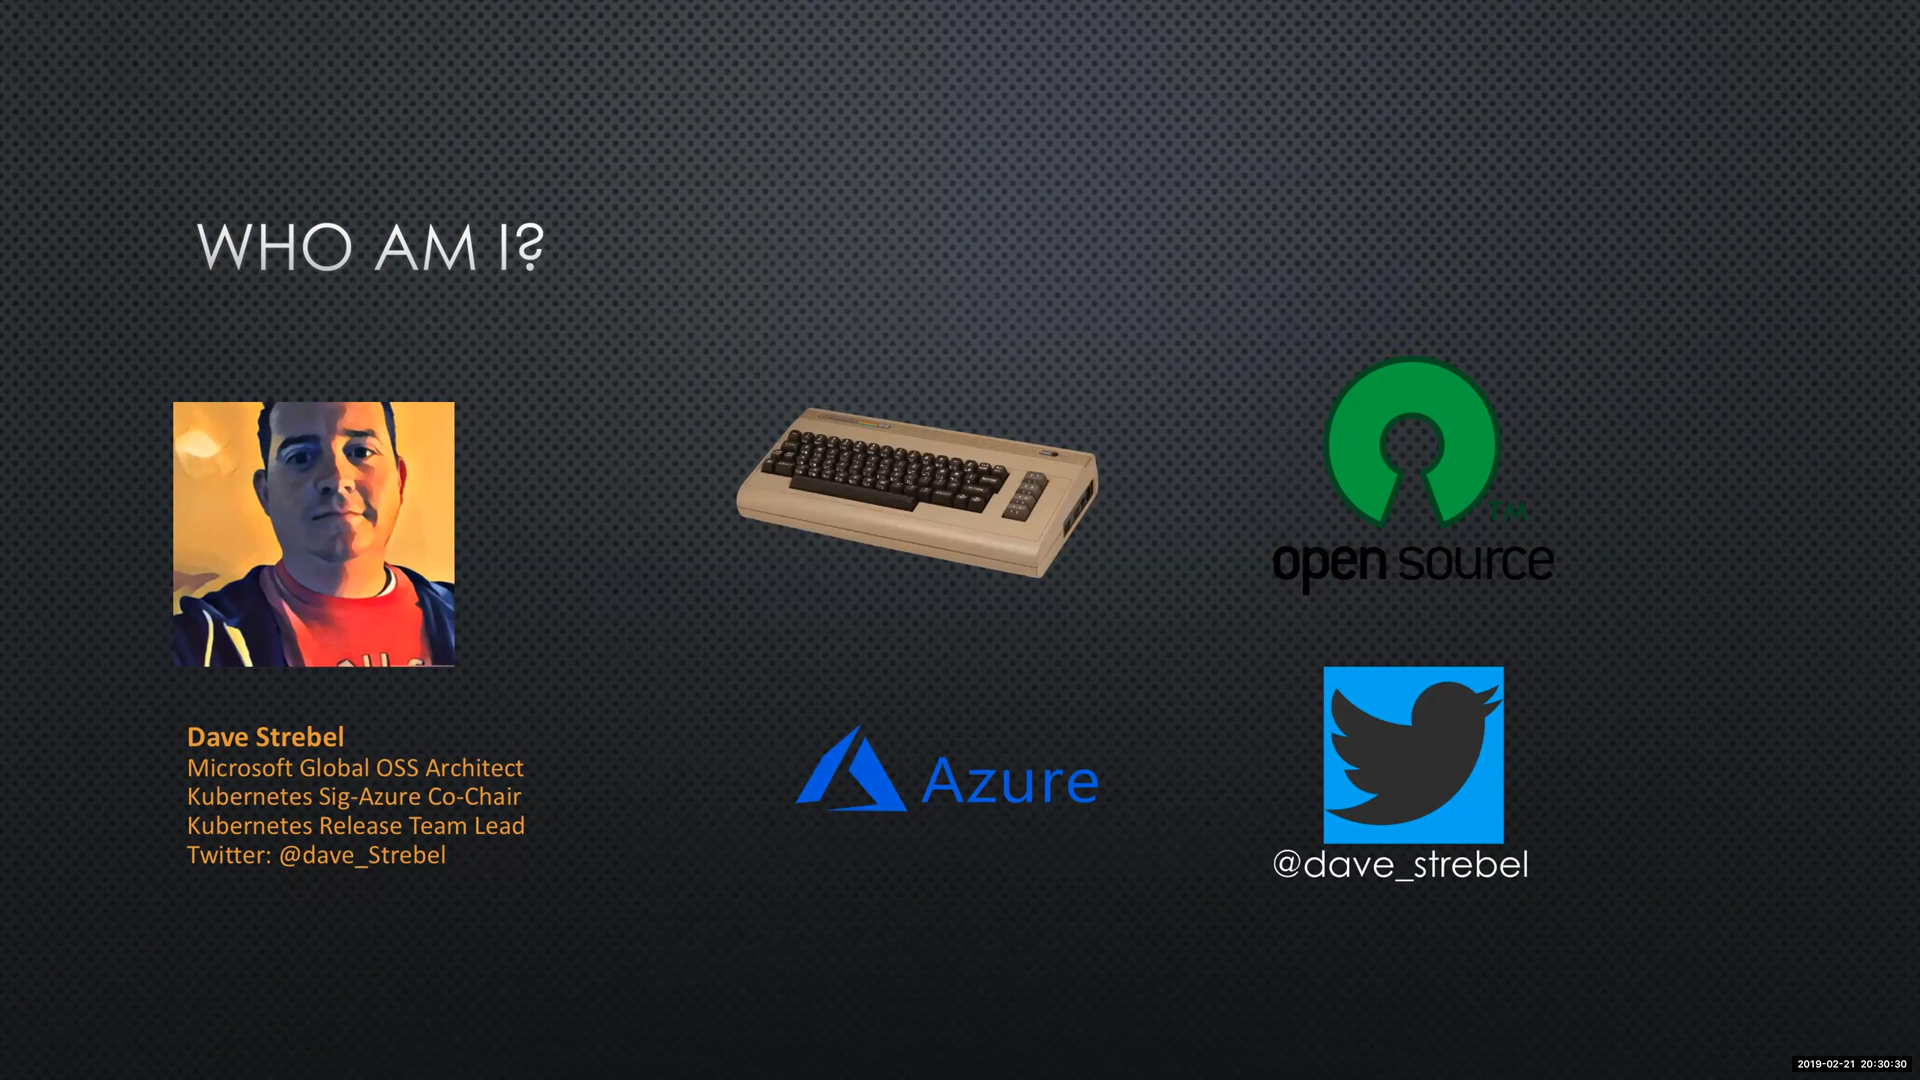 WHO AM I?
Dave Strebel
Microsoft Global OSS Architect
Kubernetes Sig-Azure Co-Chair
Kubernetes Release Team Lead
Twitter: @dave_Strebel
Azure
TM
open source
@dave_strebel
2019-02-21 20:30:30